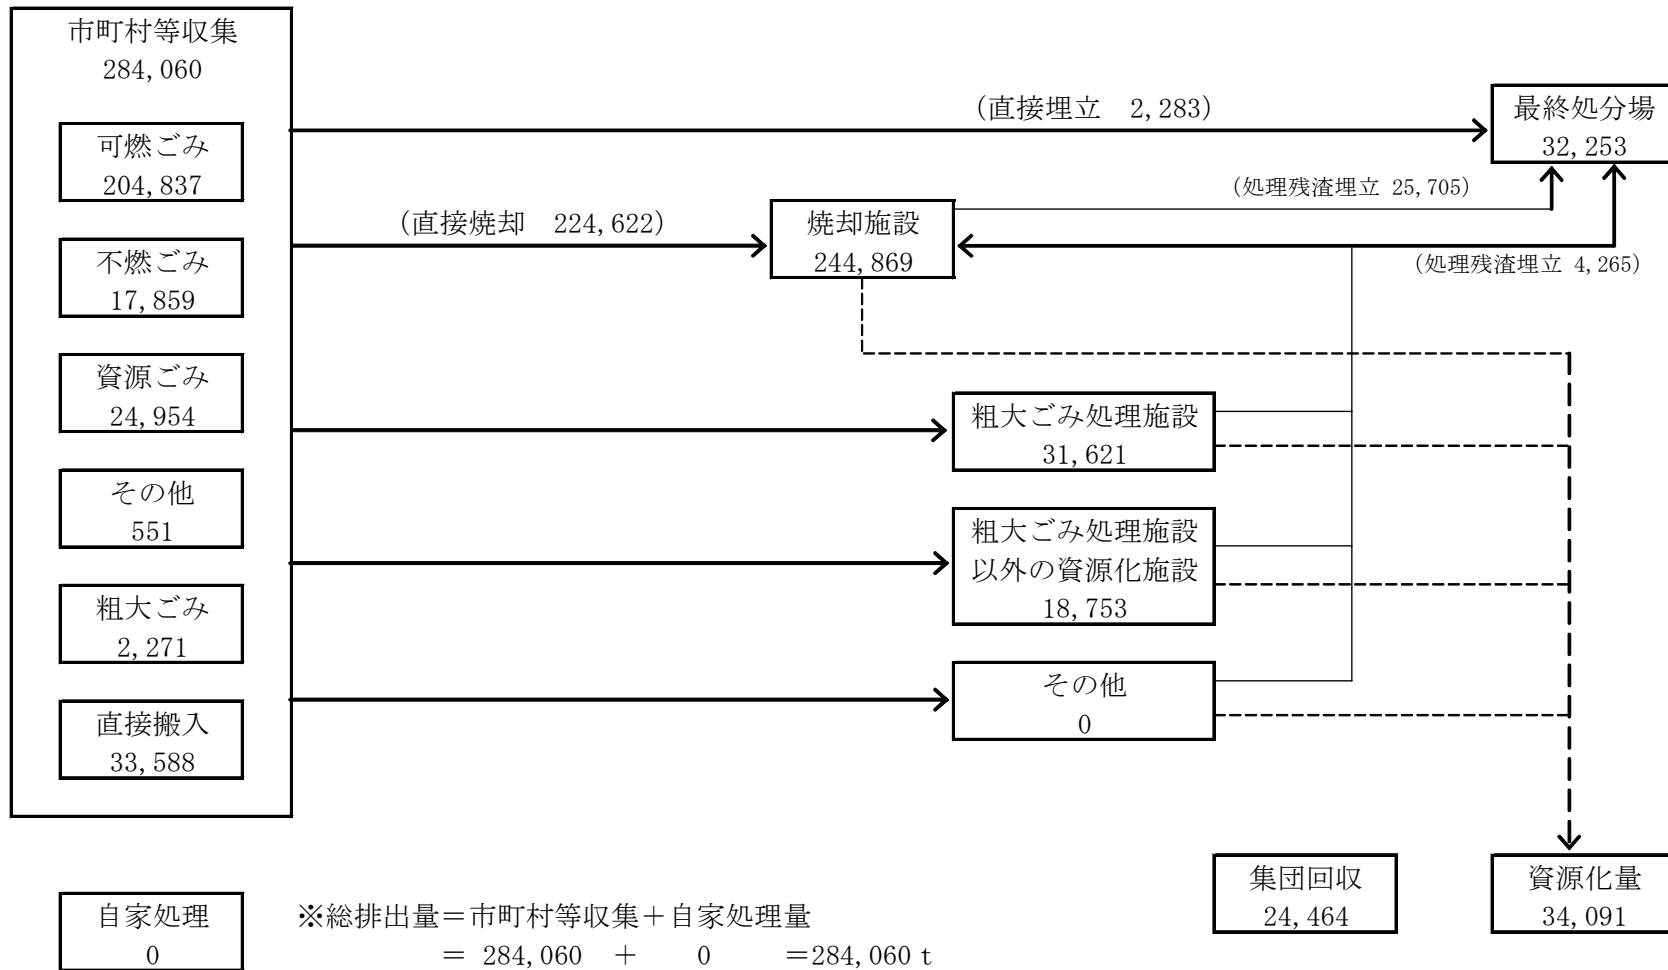 市町村等収集
284,060
可燃ごみ
204,837
不燃ごみ
17,859
資源ごみ
24,954
その他
551
粗大ごみ
2,271
直接搬入
33,588
(直接埋立　2,283)
最終処分場
32,253
(処理残渣埋立 25,705)
(直接焼却　224,622)
焼却施設
244,869
(処理残渣埋立 4,265)
粗大ごみ処理施設
31,621
粗大ごみ処理施設
以外の資源化施設
18,753
その他
0
集団回収
24,464
資源化量
34,091
自家処理
0
※総排出量＝市町村等収集＋自家処理量
＝ 284,060 ＋ 0 ＝284,060 t